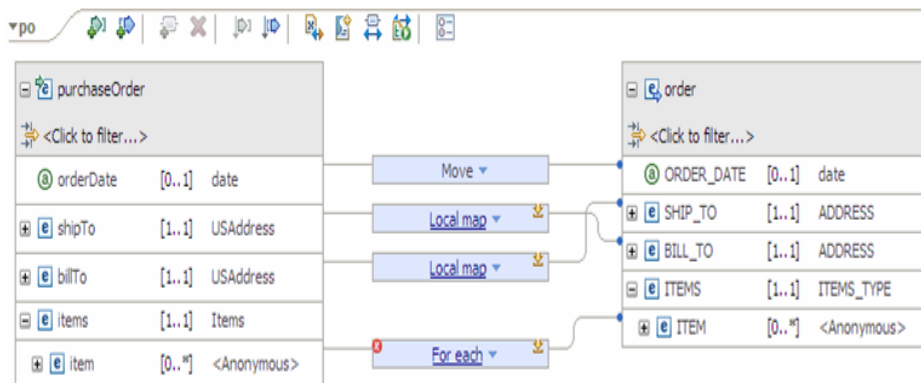 po
purchaseOrder
<Click to filter...>
orderDate [0..1] date
shipTo [1..1] USAddress
billTo [1..1] USAddress
items [1..1] Items
item [0..*] <Anonymous>
Move
Local map
Local map
For each
order
<Click to filter...>
ORDER_DATE [0..1] date
SHIP_TO [1..1] ADDRESS
BILL_TO [1..1] ADDRESS
ITEMS [1..1] ITEMS_TYPE
ITEM [0..*] <Anonymous>